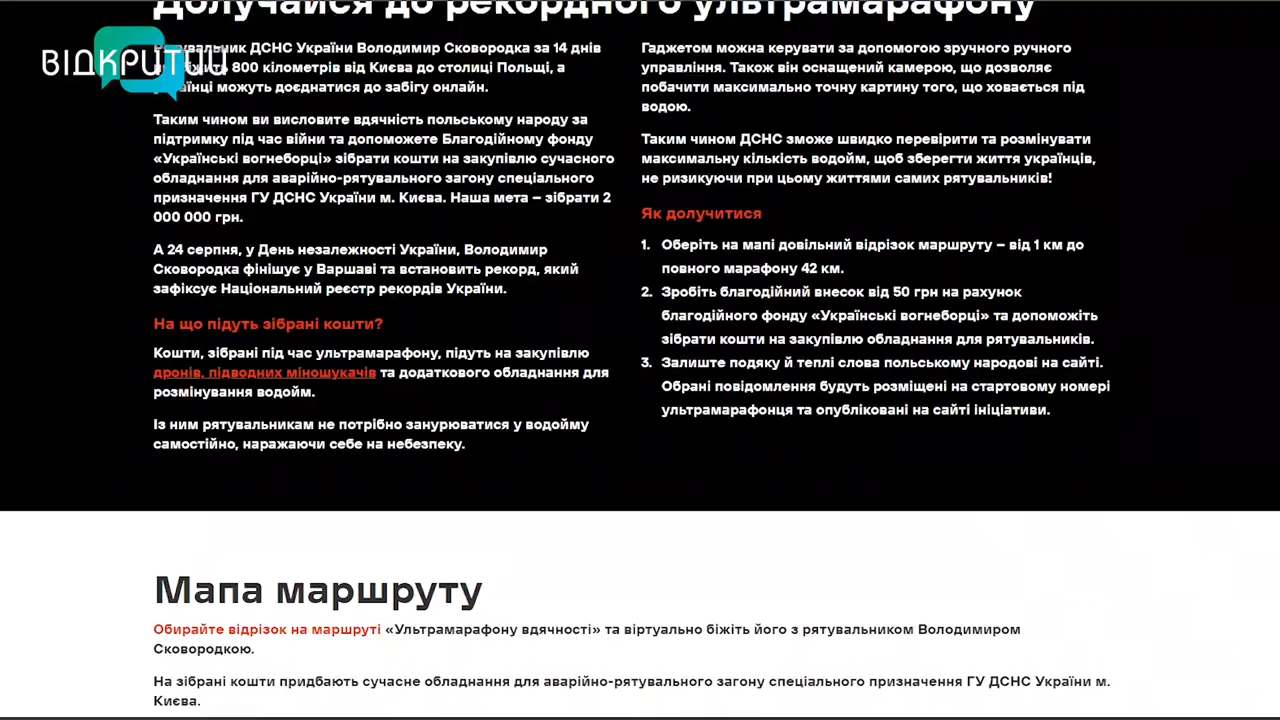 Долучайся до рекордного ультрамарафону
ВІДКРИТИЙ
Рятувальник ДСНС України Володимир Сковородка за 14 днів
800 кілометрів від Києва до столиці Польщі, а
українці можуть доєднатися до забігу онлайн.
Таким чином ви висловите вдячність польському народу за
підтримку під час війни та допоможете Благодійному фонду
«Українські вогнеборці» зібрати кошти на закупівлю сучасного
обладнання для аварійно-рятувального загону спеціального
призначення ГУ ДСНС України м. Києва. Наша мета – зібрати 2
000 000 грн.
А 24 серпня, у День незалежності України, Володимир
Сковородка фінішує у Варшаві та встановить рекорд, який
зафіксує Національний реєстр рекордів України.
На що підуть зібрані кошти?
Кошти, зібрані під час ультрамарафону, підуть на закупівлю
дронів, підводних міношукачів та додаткового обладнання для
розмінування водойм.
Із ним рятувальникам не потрібно занурюватися у водойму
самостійно, наражаючи себе на небезпеку.
Гаджетом можна керувати за допомогою зручного ручного
управління. Також він оснащений камерою, що дозволяє
побачити максимально точну картину того, що ховається під
водою.
Таким чином ДСНС зможе швидко перевірити та розмінувати
максимальну кількість водойм, щоб зберегти життя українців,
не ризикуючи при цьому життями самих рятувальників!
Як долучитися
1. Оберіть на мапі довільний відрізок маршруту – від 1 км до
повного марафону 42 км.
2. Зробіть благодійний внесок від 50 грн на рахунок
благодійного фонду «Українські вогнеборці» та допоможіть
зібрати кошти на закупівлю обладнання для рятувальників.
3. Залиште подяку й теплі слова польському народові на сайті.
Обрані повідомлення будуть розміщені на стартовому номері
ультрамарафонця та опубліковані на сайті ініціативи.
Мапа маршруту
Обирайте відрізок на маршруті «Ультрамарафону вдячності» та віртуально біжіть його з рятувальником Володимиром
Сковородкою.
На зібрані кошти придбають сучасне обладнання для аварійно-рятувального загону спеціального призначення ГУ ДСНС України м.
Києва.